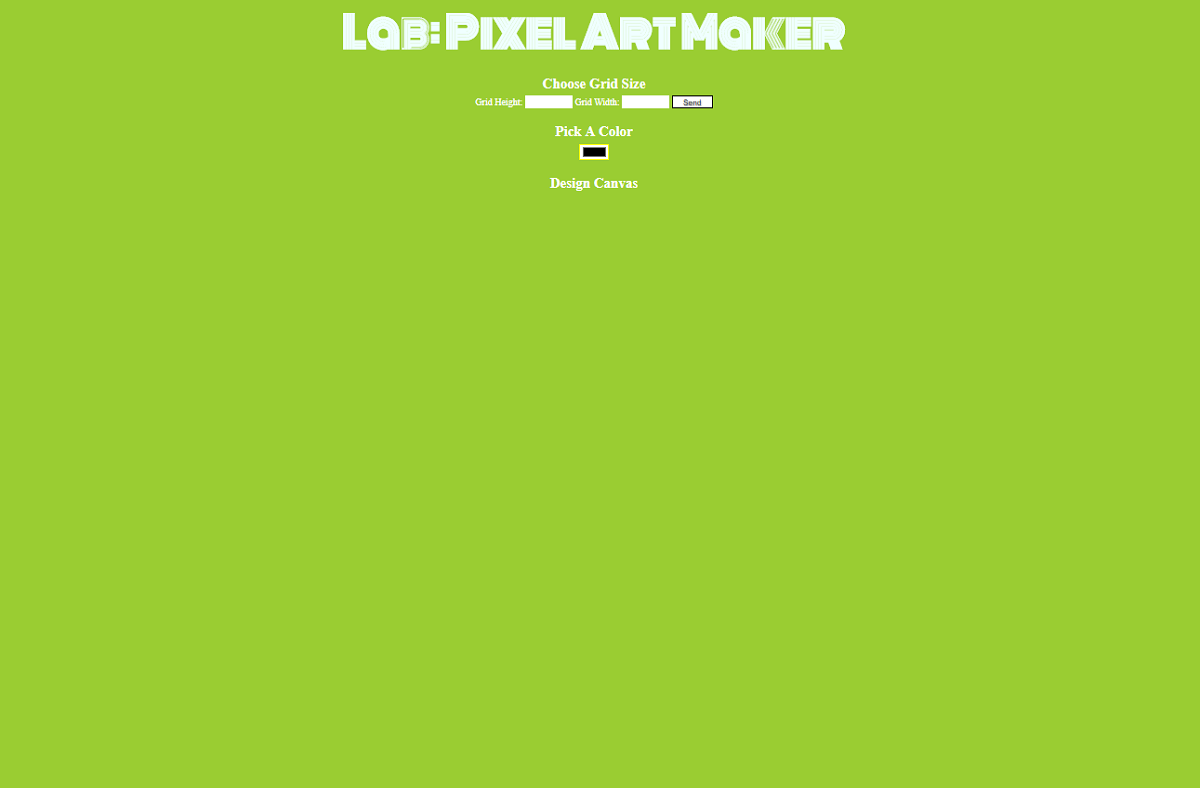 Lab: Pixel Art Maker
Choose Grid Size
Grid Height: Grid Width: Send
Pick A Color
Design Canvas